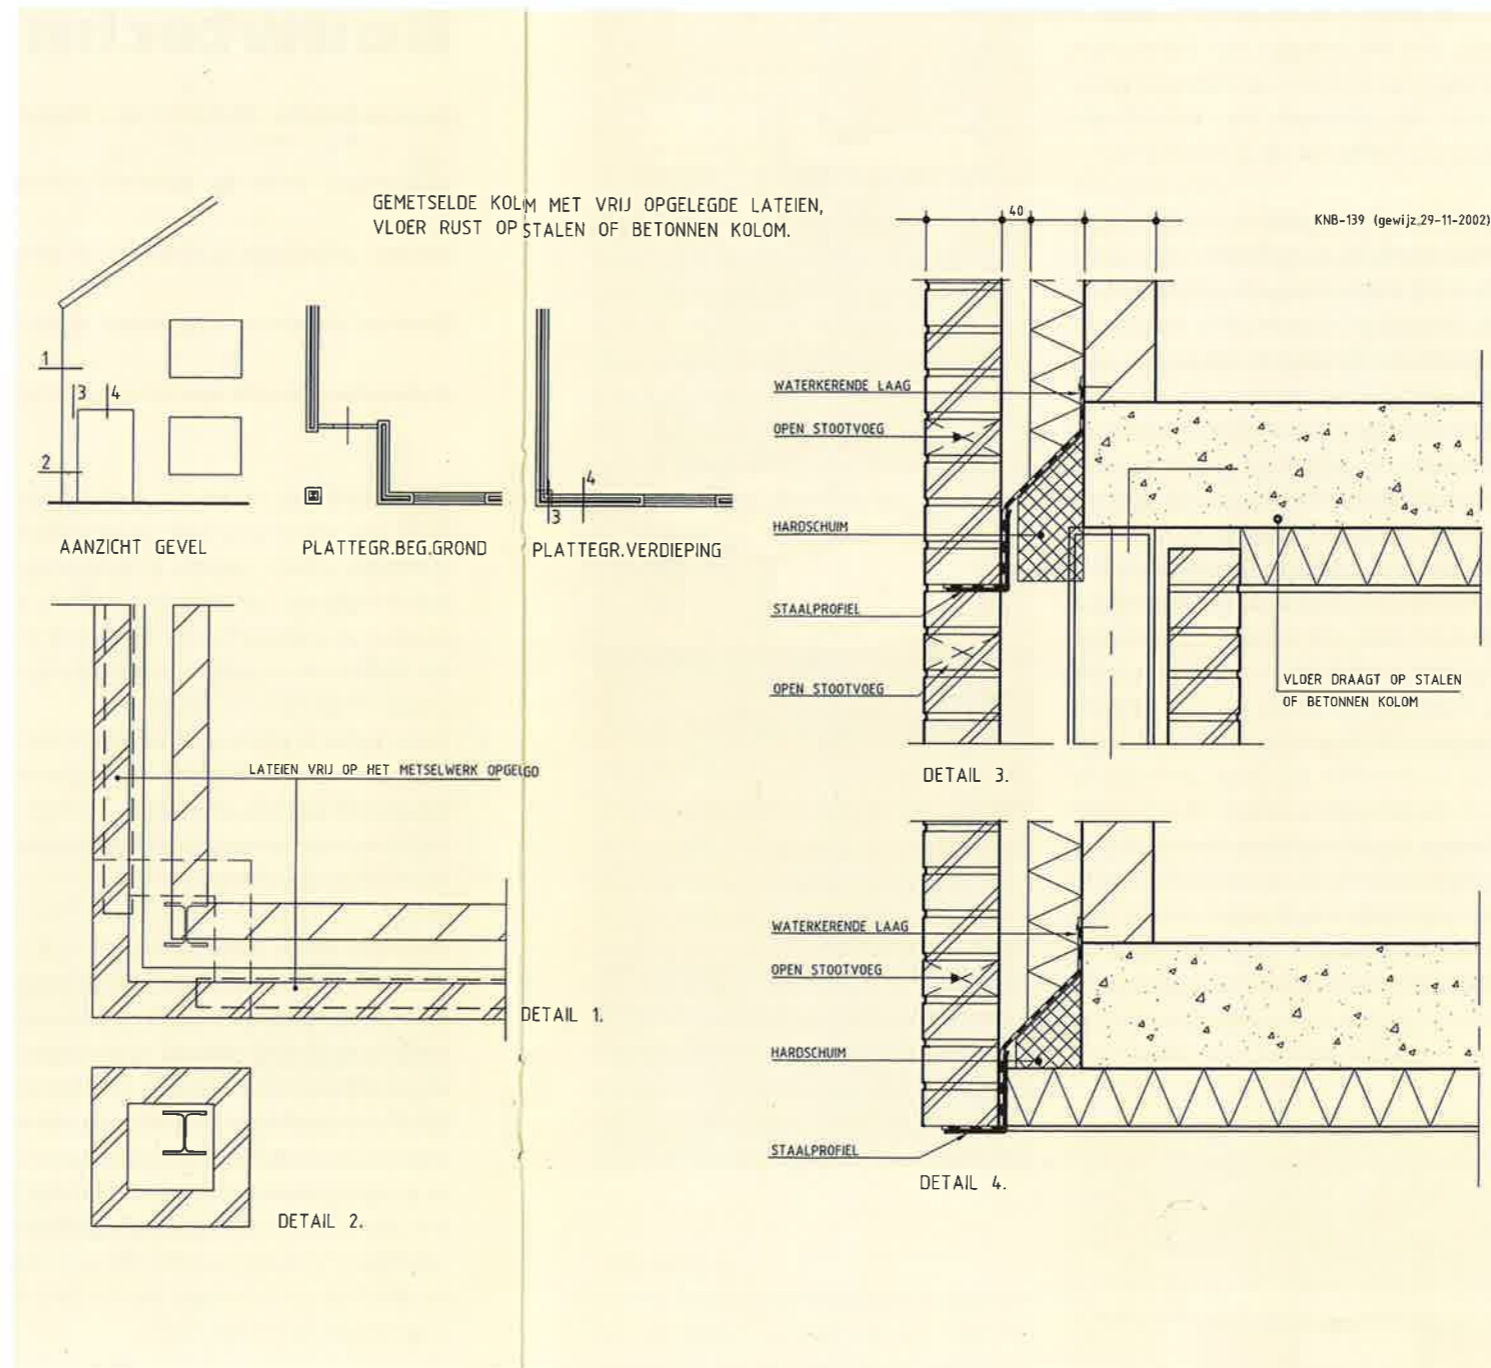 GEMETSELDE KOLM MET VRIJ OPGELEGDE LATEIEN,
VLOER RUST OP STALEN OF BETONNEN KOLOM.
40
KNB-139 (gewijz.29-11-2002)
1
3
4
2
AANZICHT GEVEL
PLATTEGR.BEG.GROND
4
3
PLATTEGR.VERDIEPING
LATEIEN VRIJ OP HET METSELWERK OPGELGD
DETAIL 1.
DETAIL 2.
WATERKERENDE LAAG
OPEN STOOTVOEG
HARDSCHUIM
STAALPROFIEL
OPEN STOOTVOEG
VLOER DRAAGT OP STALEN
OF BETONNEN KOLOM
DETAIL 3.
WATERKERENDE LAAG
OPEN STOOTVOEG
HARDSCHUIM
STAALPROFIEL
DETAIL 4.